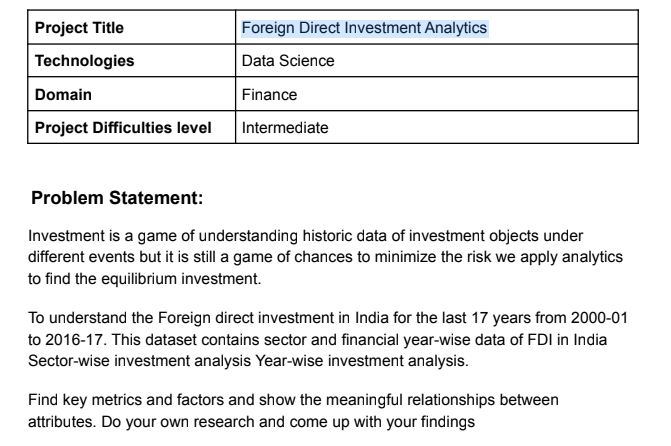 Project Title Foreign Direct Investment Analytics
Technologies Data Science
Domain Finance
Project Difficulties level Intermediate
Problem Statement:
Investment is a game of understanding historic data of investment objects under
different events but it is still a game of chances to minimize the risk we apply analytics
to find the equilibrium investment.
To understand the Foreign direct investment in India for the last 17 years from 2000-01
to 2016-17. This dataset contains sector and financial year-wise data of FDI in India
Sector-wise investment analysis Year-wise investment analysis.
Find key metrics and factors and show the meaningful relationships between
attributes. Do your own research and come up with your findings